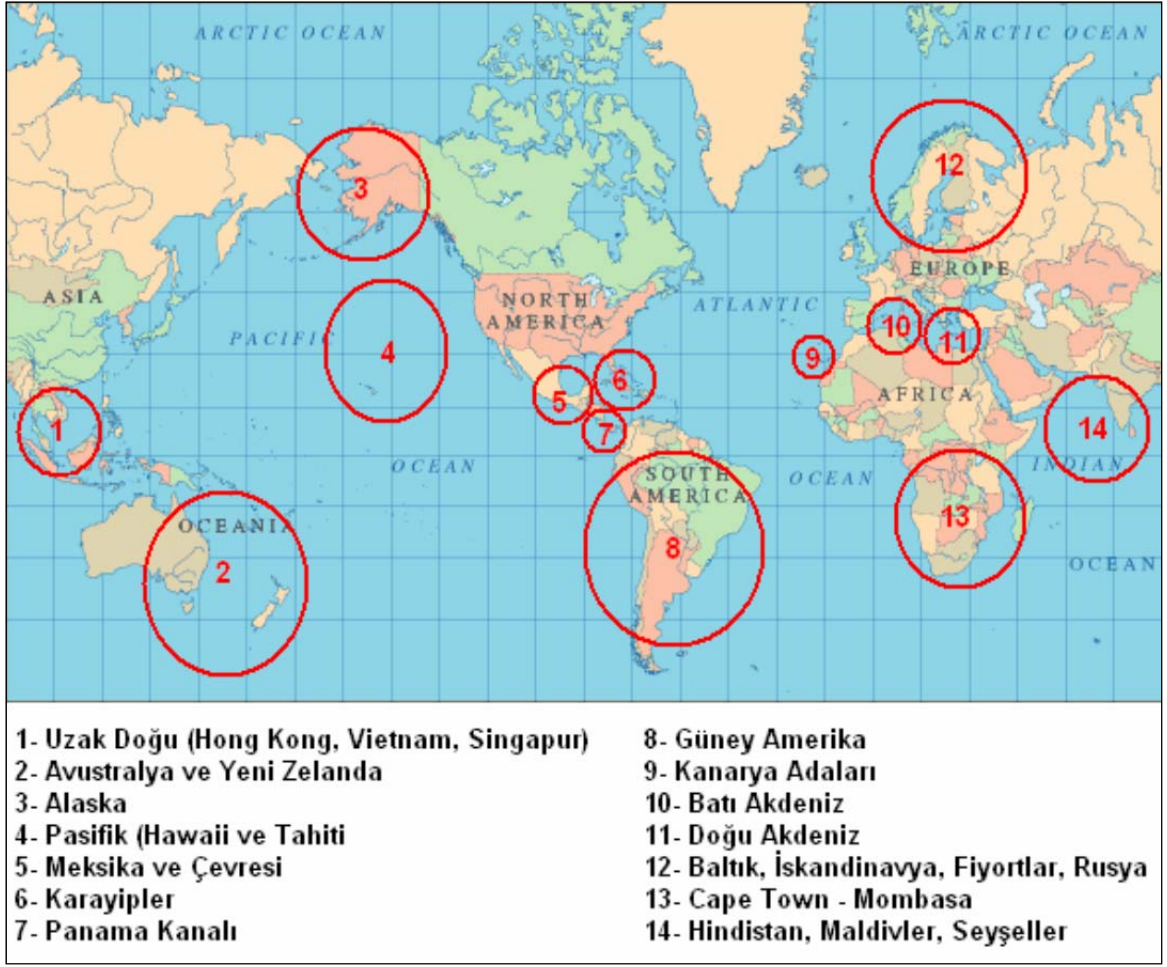 ARCTIC OCEAN
ARCTIC OCEAN
12
3
EUROPE
ASIA
NORTH
AMERICA
ATLANTIC
PACIFIC
10
11
4
9
6
5
AFRICA
1
7
14
OCEAN
SOUTH
AMERICA
OCEAN
INDIAN
13
OCEANIA
8
2
OCEAN
1- Uzak Doğu (Hong Kong, Vietnam, Singapur)
2- Avustralya ve Yeni Zelanda
3- Alaska
4- Pasifik (Hawaii ve Tahiti
5- Meksika ve Çevresi
6- Karayipler
7- Panama Kanalı
8- Güney Amerika
9- Kanarya Adaları
10- Batı Akdeniz
11- Doğu Akdeniz
12- Baltık, İskandinavya, Fiyortlar, Rusya
13- Cape Town - Mombasa
14- Hindistan, Maldivler, Seyşeller